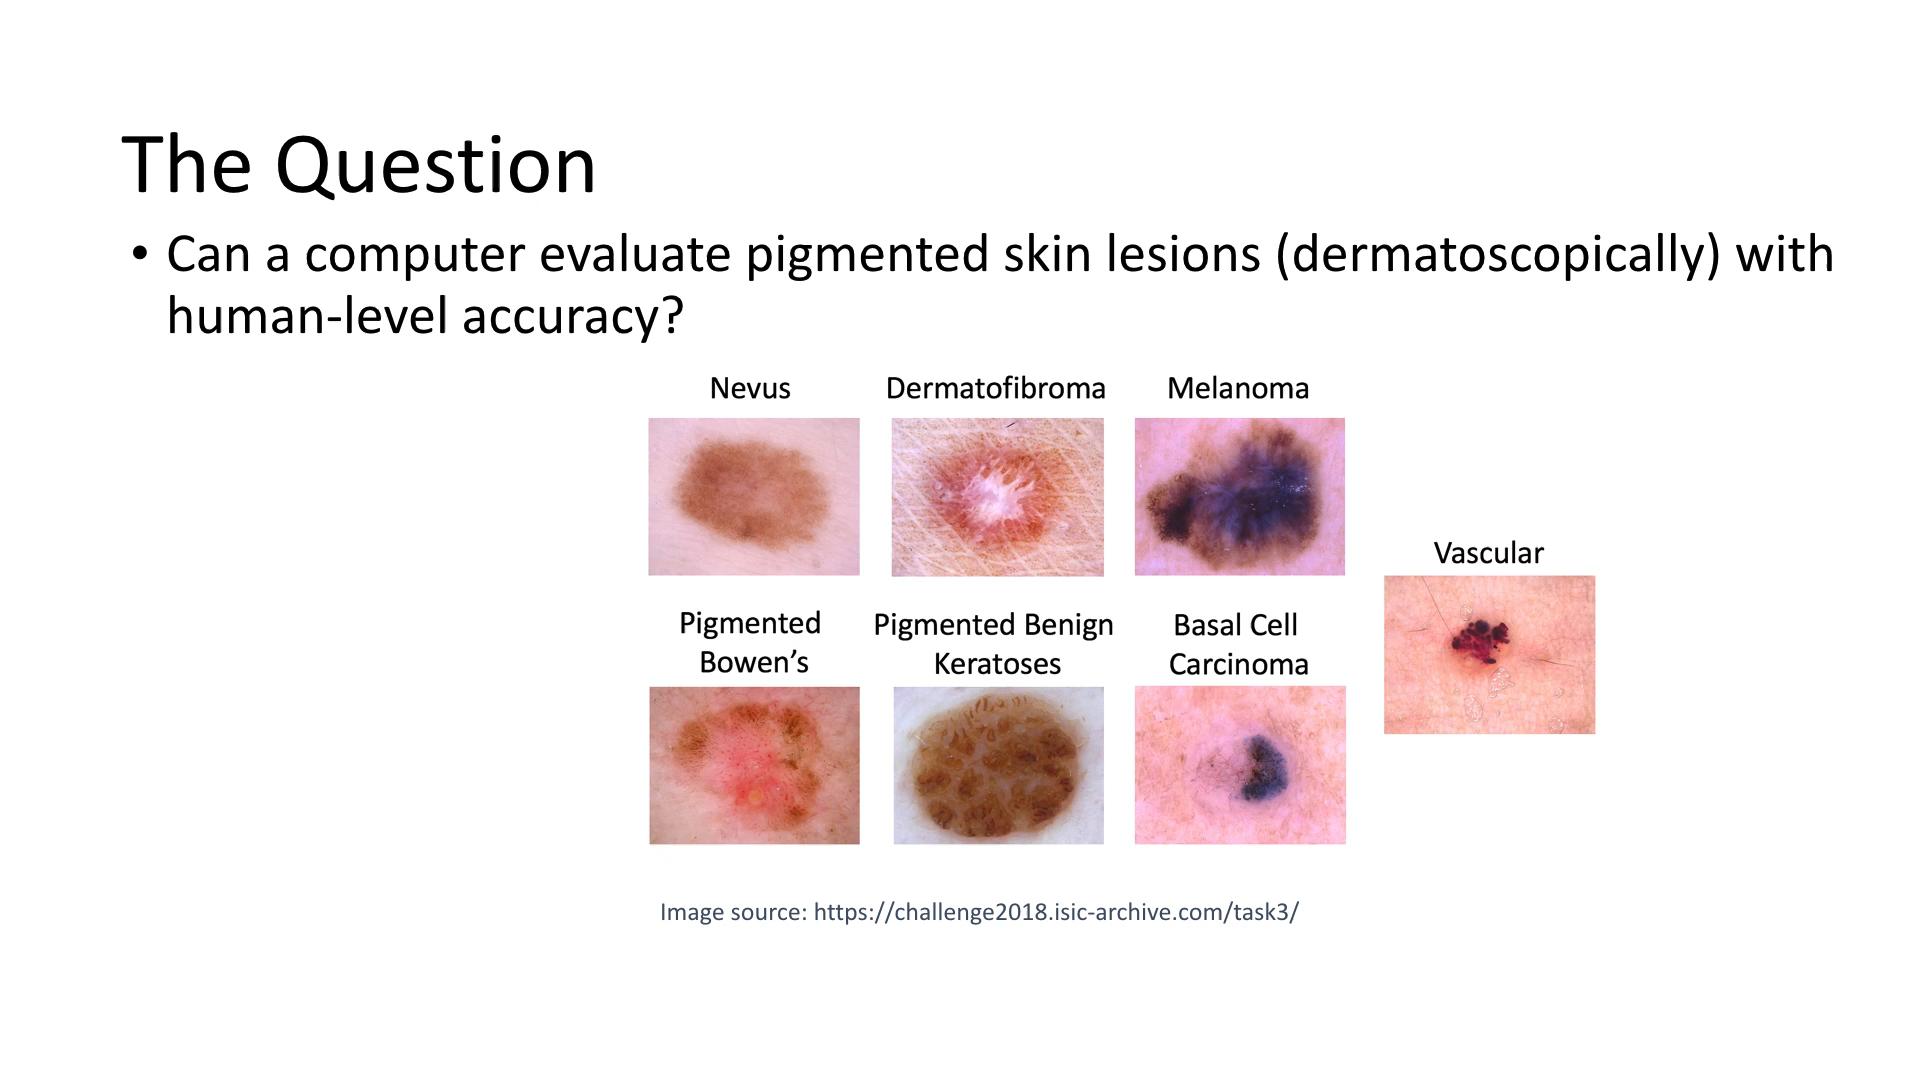 The Question
• Can a computer evaluate pigmented skin lesions (dermatoscopically) with
human-level accuracy?
Nevus
Dermatofibroma
Melanoma
Vascular
Pigmented
Bowen’s
Pigmented Benign
Keratoses
Basal Cell
Carcinoma
Image source: https://challenge2018.isic-archive.com/task3/